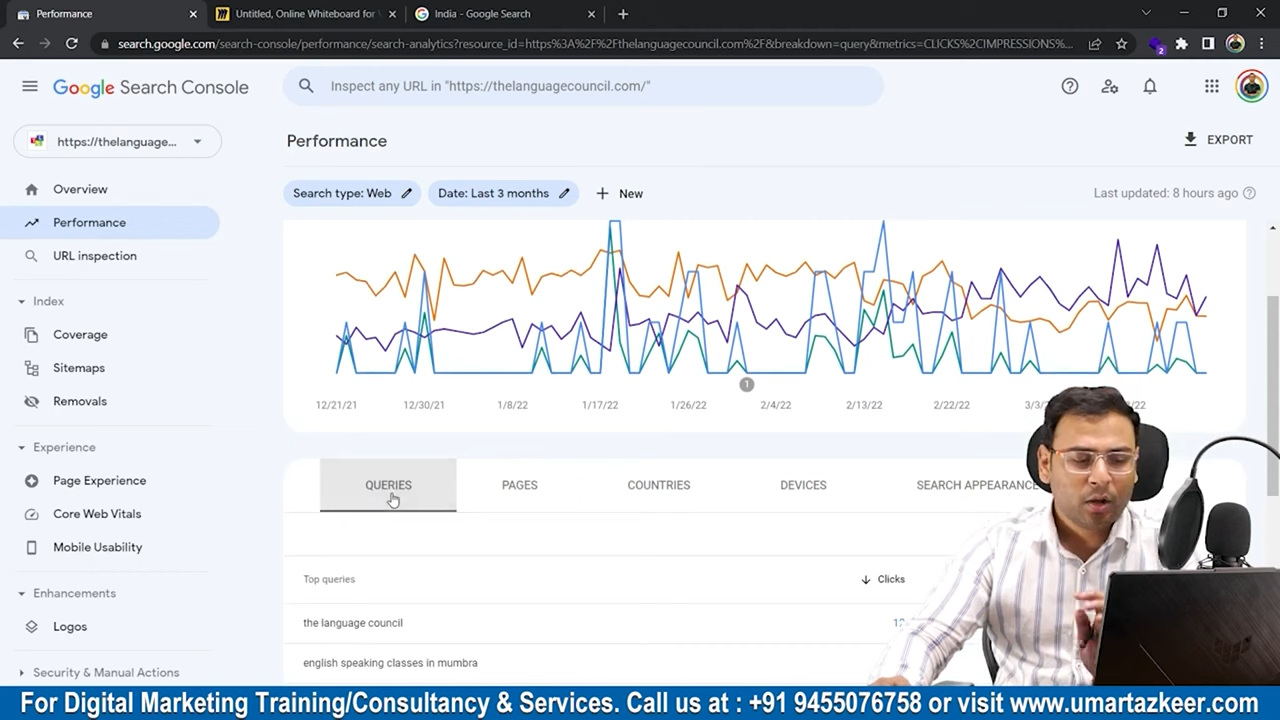 Performance
Untitled, Online Whiteboard for
India - Google Search
search.google.com/search-console/performance/search-analytics?resource_id=https%3A%2F%2Fthelanguagecouncil.com%2F&breakdown=query&metrics=CLICKS%2CIMPRESSIONS%...
2
Google Search Console
Inspect any URL in "https://thelanguagecouncil.com/"
https://thelanguage...
Performance
EXPORT
Search type: Web
Date: Last 3 months
New
Last updated: 8 hours ago
Overview
Performance
URL inspection
Index
Coverage
Sitemaps
Removals
Experience
Page Experience
Core Web Vitals
Mobile Usability
Enhancements
Logos
Security & Manual Actions
1
12/21/21 12/30/21 1/8/22 1/17/22 1/26/22 2/4/22 2/13/22 2/22/22
QUERIES PAGES COUNTRIES DEVICES SEARCH APPEARANCE
Top queries Clicks
the language council
english speaking classes in mumbra
For Digital Marketing Training/Consultancy & Services. Call us at : +91 9455076758 or visit www.umartazkeer.com